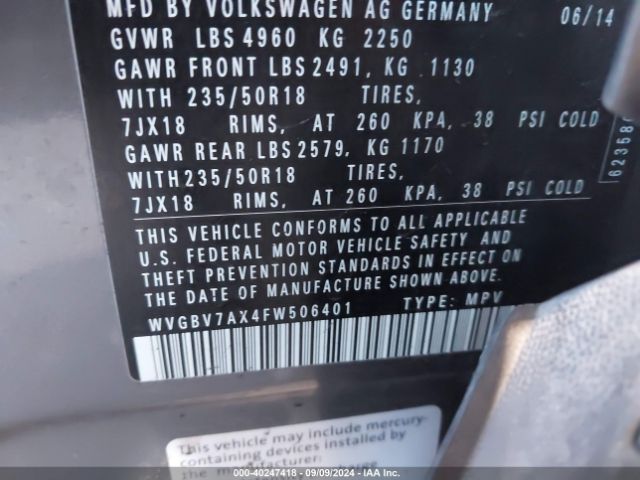 MFD BY VOLKSWAGEN AG GERMANY 06/14
GVWR LBS 4960 KG 2250
GAWR FRONT LBS 2491, KG 1130
WITH 235/50R18 TIRES,
7JX18 RIMS, AT 260 KPA, 38 PSI COLD
GAWR REAR LBS 2579, KG 1170
WITH 235/50R18 TIRES,
7JX18 RIMS, AT 260 KPA, 38 PSI COLD
THIS VEHICLE CONFORMS TO ALL APPLICABLE
U.S. FEDERAL MOTOR VEHICLE SAFETY AND
THEFT PREVENTION STANDARDS IN EFFECT ON
THE DATE OF MANUFACTURE SHOWN ABOVE.
WVGBV7AX4FW506401 TYPE: MPV
This vehicle may include mercury-
containing devices installed by
the manufacturer:
000-40247418 - 09/09/2024 - IAAI.com